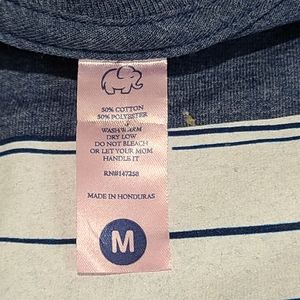 50% COTTON
50% POLYESTER
WASH WARM
DRY LOW
DO NOT BLEACH
OR LET YOUR MOM
HANDLE IT
RN#147258
MADE IN HONDURAS
M